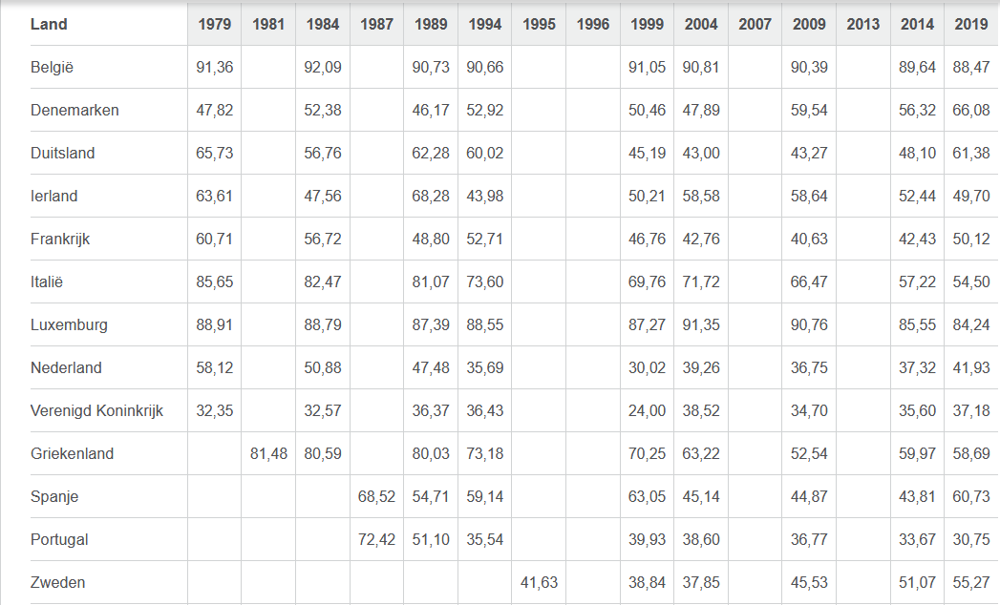 Land 1979 1981 1984 1987 1989 1994 1995 1996 1999 2004 2007 2009 2013 2014 2019
België 91,36 92,09 90,73 90,66 91,05 90,81 90,39 89,64 88,47
Denemarken 47,82 52,38 46,17 52,92 50,46 47,89 59,54 56,32 66,08
Duitsland 65,73 56,76 62,28 60,02 45,19 43,00 43,27 48,10 61,38
Ierland 63,61 47,56 68,28 43,98 50,21 58,58 58,64 52,44 49,70
Frankrijk 60,71 56,72 48,80 52,71 46,76 42,76 40,63 42,43 50,12
Italië 85,65 82,47 81,07 73,60 69,76 71,72 66,47 57,22 54,50
Luxemburg 88,91 88,79 87,39 88,55 87,27 91,35 90,76 85,55 84,24
Nederland 58,12 50,88 47,48 35,69 30,02 39,26 36,75 37,32 41,93
Verenigd Koninkrijk 32,35 32,57 36,37 36,43 24,00 38,52 34,70 35,60 37,18
Griekenland 81,48 80,59 80,03 73,18 70,25 63,22 52,54 59,97 58,69
Spanje 68,52 54,71 59,14 63,05 45,14 44,87 43,81 60,73
Portugal 72,42 51,10 35,54 39,93 38,60 36,77 33,67 30,75
Zweden 41,63 38,84 37,85 45,53 51,07 55,27